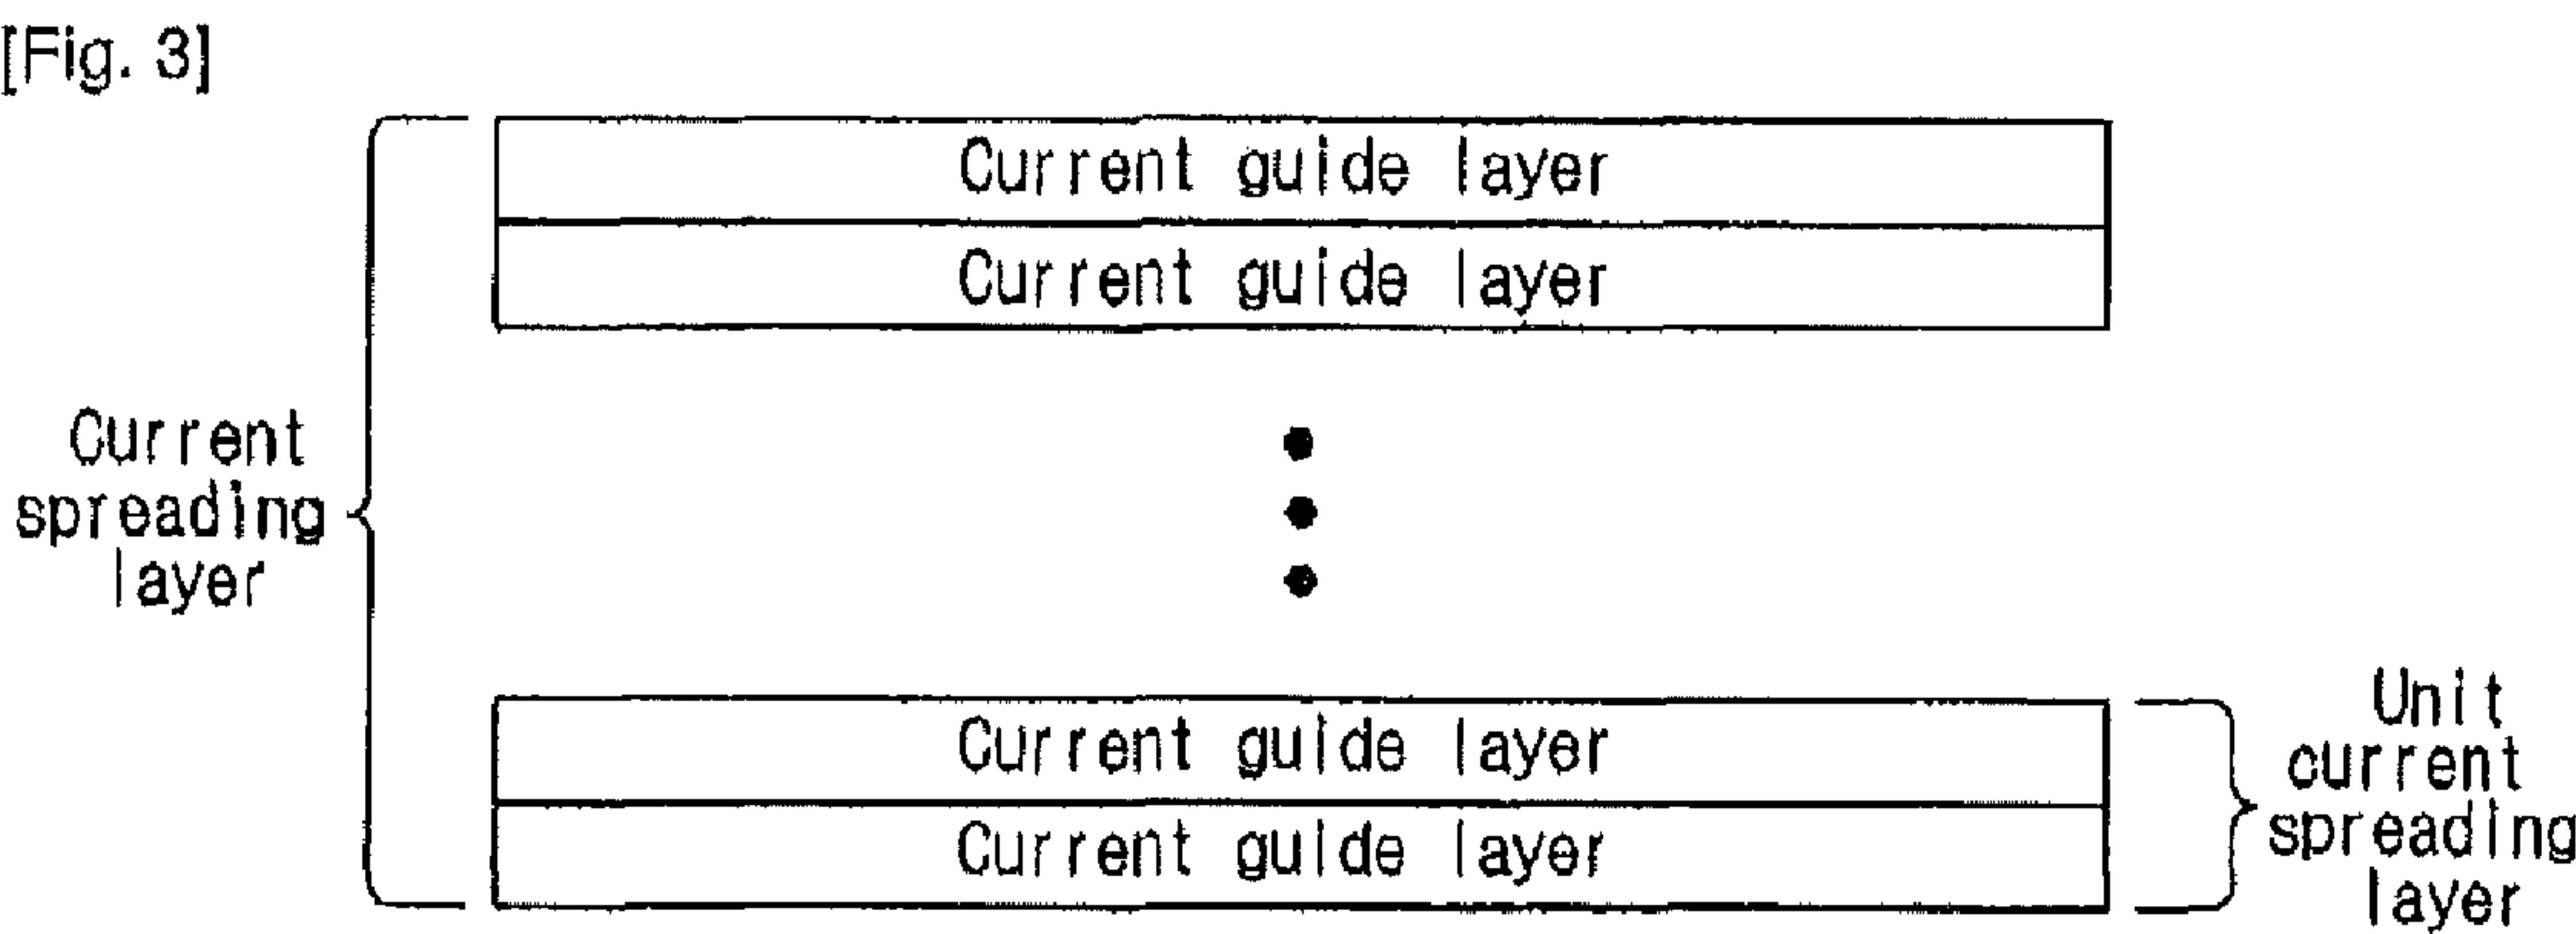 [Fig. 3]
Current guide layer
Current guide layer
Current
spreading
layer
Current guide layer
Current guide layer
Unit
current
spreading
layer